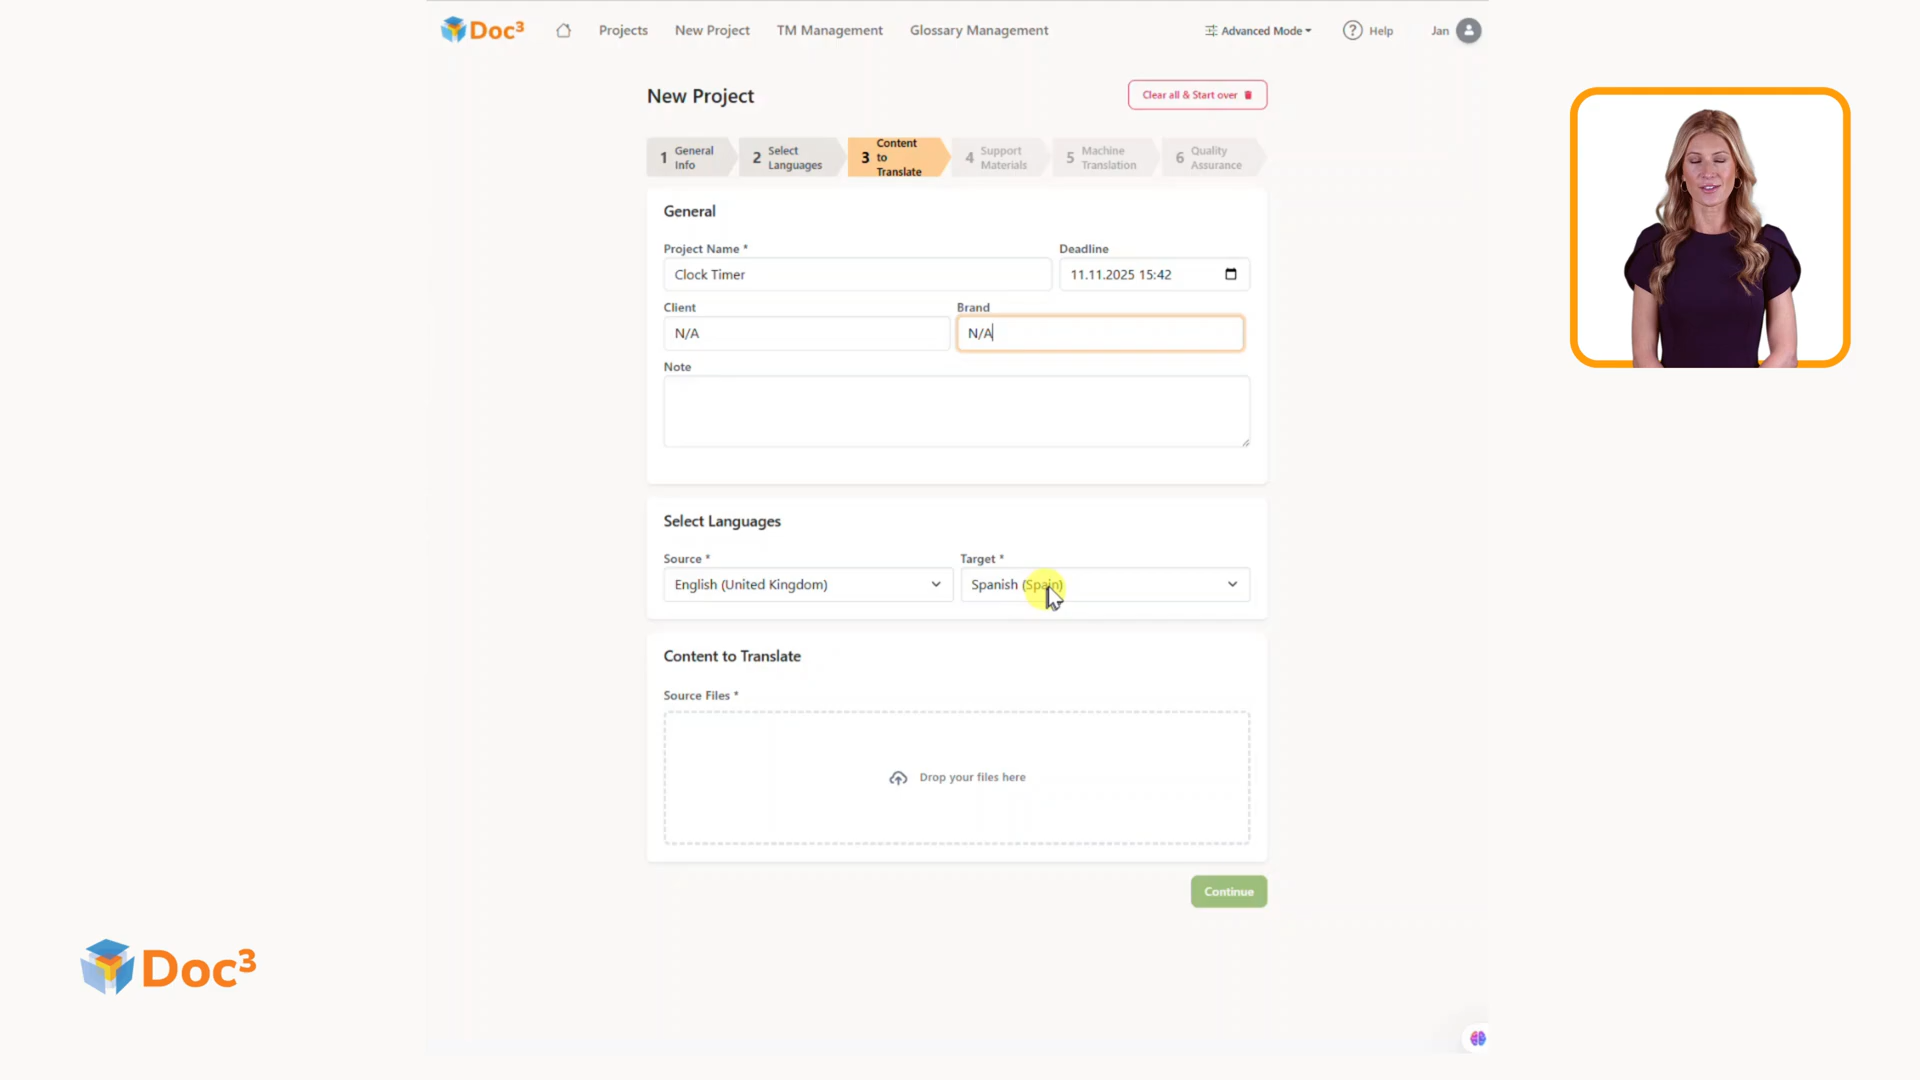 Doc³
Projects
New Project
TM Management
Glossary Management
Advanced Mode
Help
Jan
New Project
Clear all & Start over
1 General Info
2 Select Languages
3 Content to Translate
4 Support Materials
5 Machine Translation
6 Quality Assurance
General
Project Name *
Deadline
Clock Timer
11.11.2025 15:42
Client
Brand
N/A
N/A
Note
Select Languages
Source *
Target *
English (United Kingdom)
Spanish (Spain)
Content to Translate
Source Files *
Drop your files here
Continue
Doc³